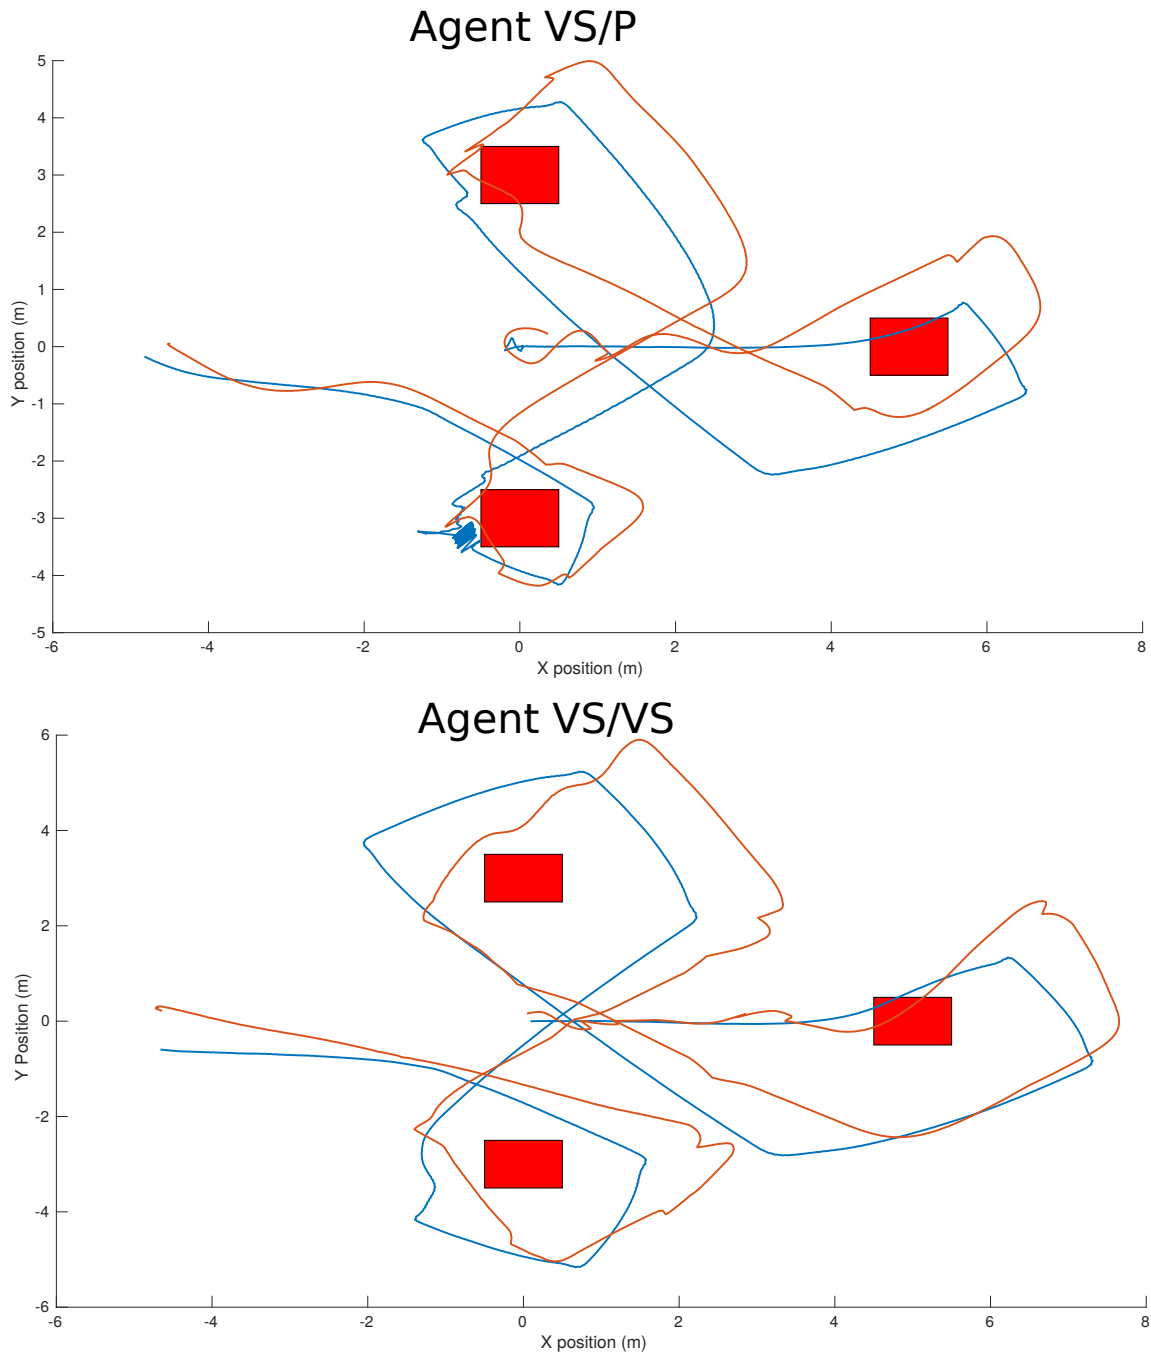 Agent VS/P
5
4
3
2
1
0
-1
-2
-3
-4
-5
Y position (m)
-6 -4 -2 0 2 4 6 8
X position (m)
Agent VS/VS
6
4
2
0
-2
-4
-6
Y Position (m)
-6 -4 -2 0 2 4 6 8
X position (m)